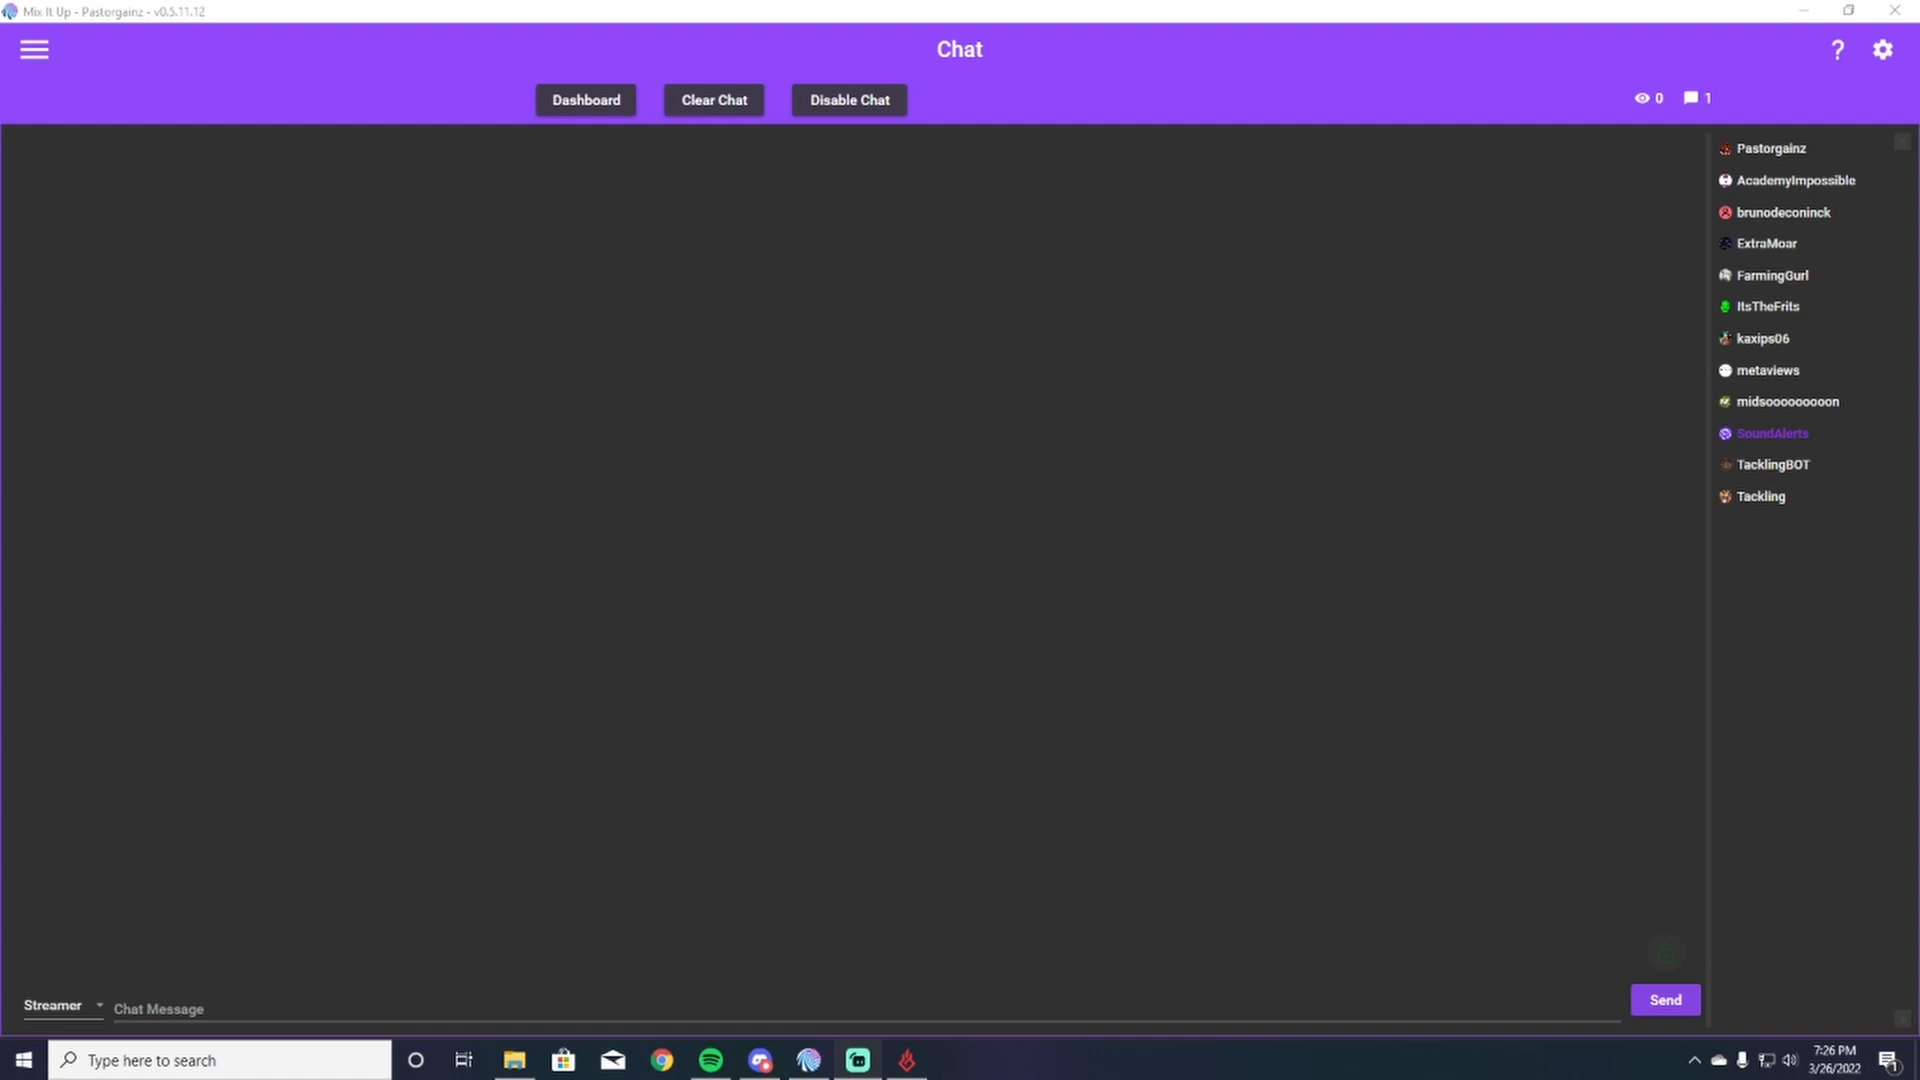 Mix It Up - Pastorgainz - v0.5.11.12
Chat
?
Dashboard
Clear Chat
Disable Chat
0
1
Pastorgainz
AcademyImpossible
brunodeconinck
ExtraMoar
FarmingGurl
ItsTheFrits
kaxips06
metaviews
midsooooooooon
SoundAlerts
TacklingBOT
Tackling
Streamer
Chat Message
Send
Type here to search
7:26 PM
3/26/2022
1